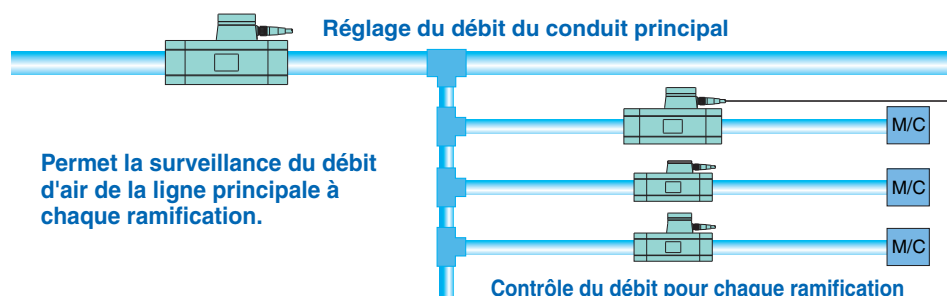 Réglage du débit du conduit principal
M/C
Permet la surveillance du débit
d'air de la ligne principale à
chaque ramification.
M/C
M/C
Contrôle du débit pour chaque ramification